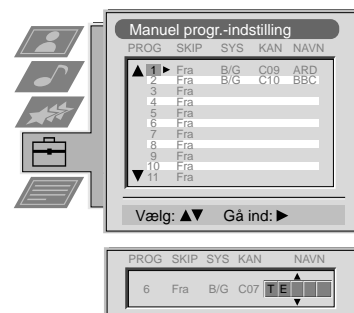 Manuel progr.-indstilling
PROG SKIP SYS KAN NAVN
1 Fra B/G C09 ARD
2 Fra B/G C10 BBC
3 Fra
4 Fra
5 Fra
6 Fra
7 Fra
8 Fra
9 Fra
10 Fra
11 Fra
Vælg: ▲▼ Gå ind: ►
PROG SKIP SYS KAN NAVN
6 Fra B/G C07 TE